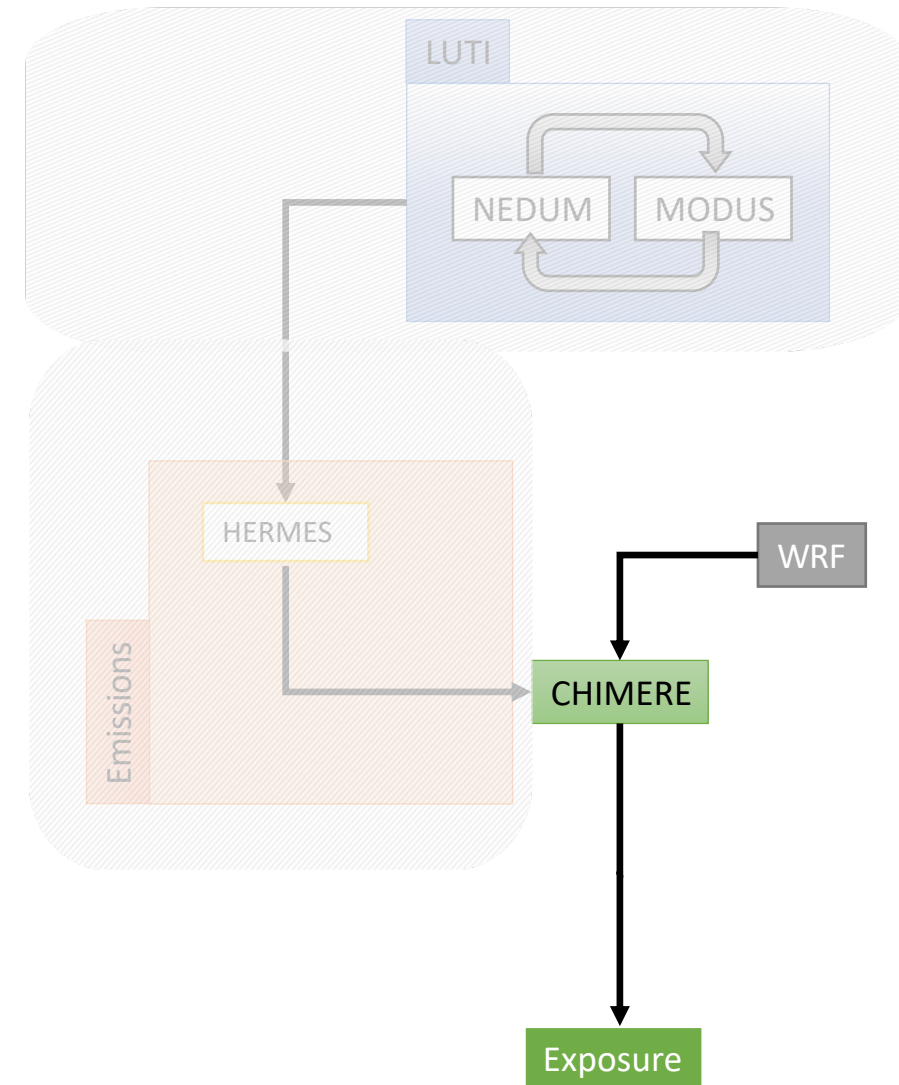 LUTI
NEDUM
MODUS
HERMES
WRF
Emissions
CHIMERE
Exposure